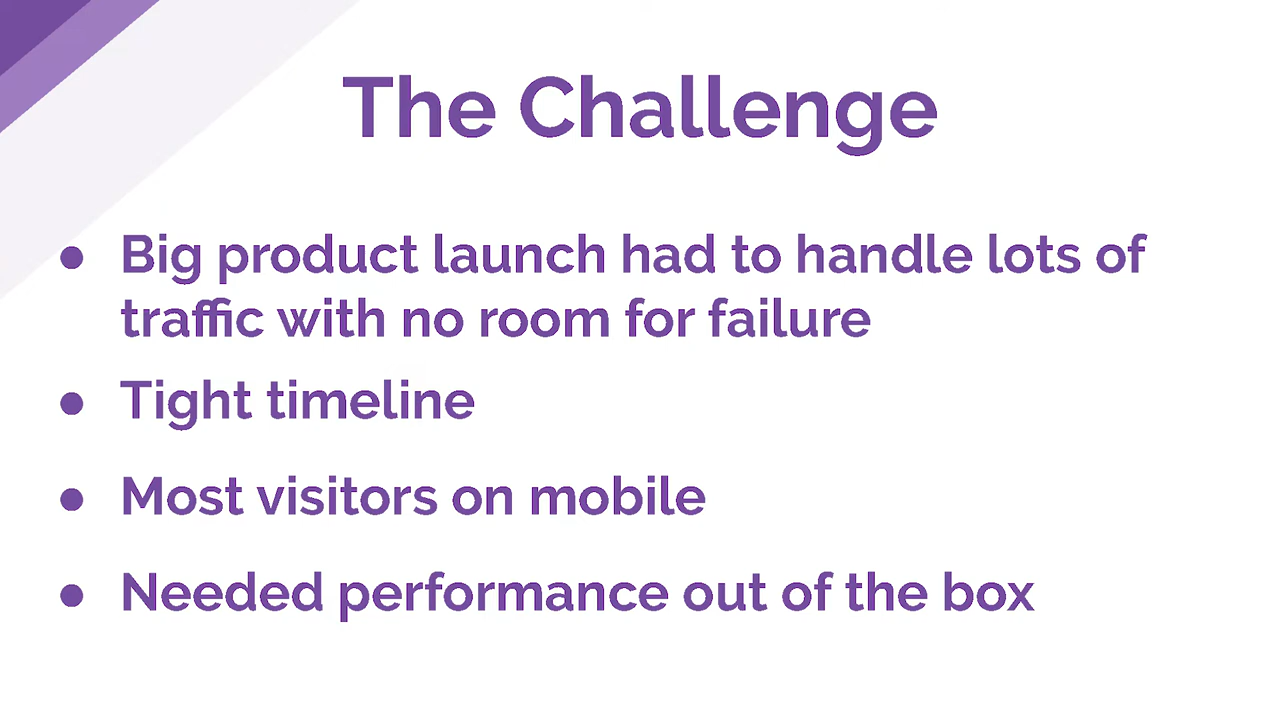 The Challenge
● Big product launch had to handle lots of
traffic with no room for failure
● Tight timeline
● Most visitors on mobile
● Needed performance out of the box